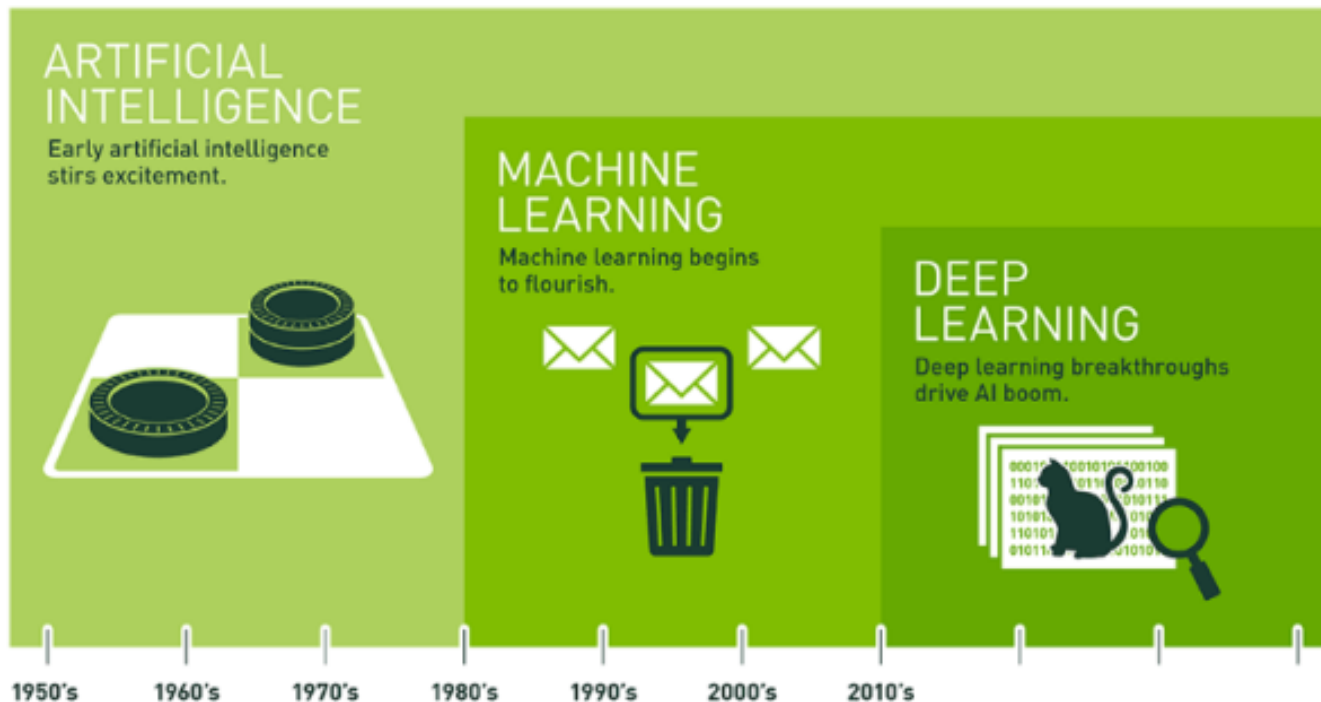 ARTIFICIAL
INTELLIGENCE
Early artificial intelligence
stirs excitement.
MACHINE
LEARNING
Machine learning begins
to flourish.
DEEP
LEARNING
Deep learning breakthroughs
drive AI boom.
1950's 1960's 1970's 1980's 1990's 2000's 2010's